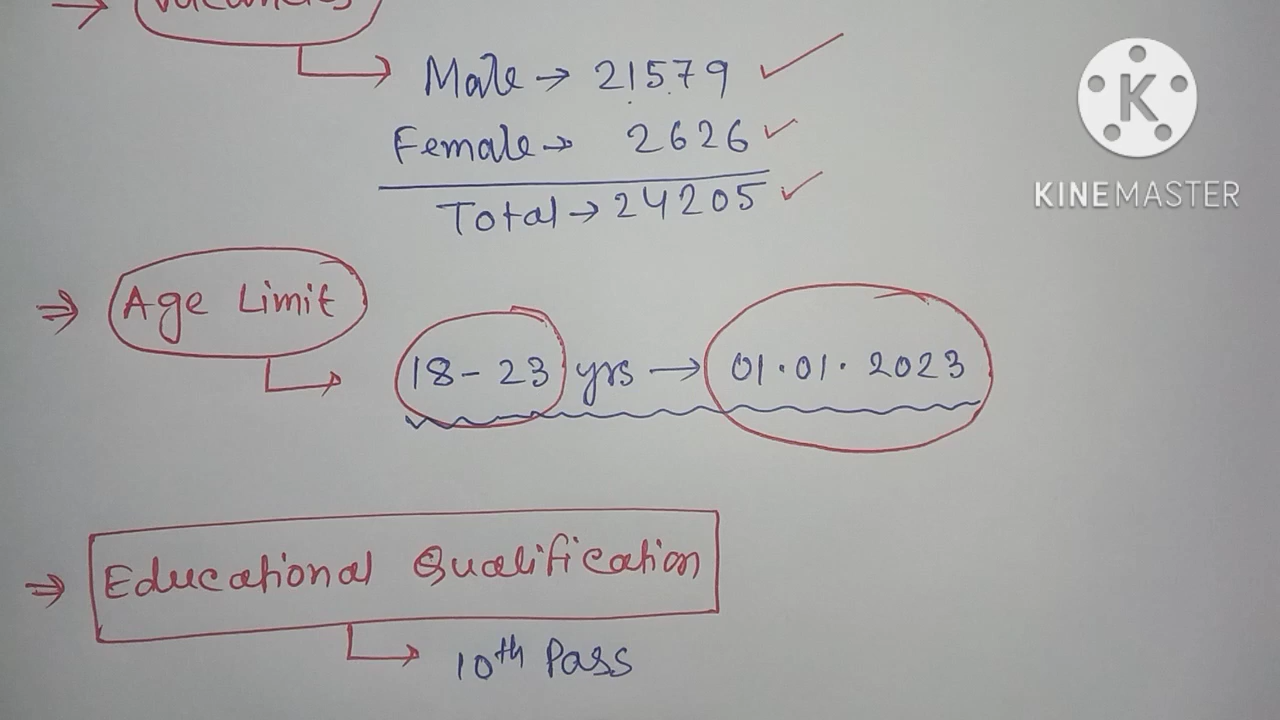 → Vacancies
Male → 21579 ✓
Female → 2626 ✓
Total → 24205 ✓
⇒ Age Limit
18-23 yrs → 01.01.2023
⇒ Educational Qualification
10th Pass
K
KINEMASTER